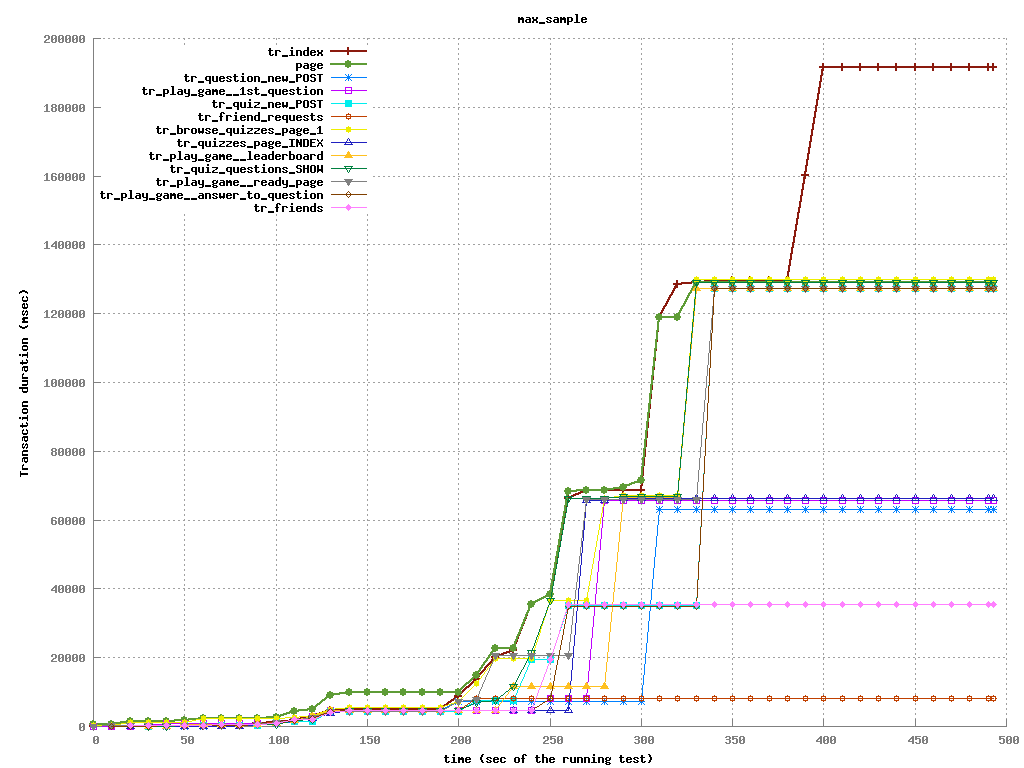 max_sample
200000
180000
160000
140000
120000
100000
80000
60000
40000
20000
0
Transaction duration (msec)
tr_index
page
tr_question_new_POST
tr_play_game__1st_question
tr_quiz_new_POST
tr_friend_requests
tr_browse_quizzes_page_1
tr_quizzes_page_INDEX
tr_play_game__leaderboard
tr_quiz_questions_SHOW
tr_play_game__ready_page
tr_play_game__answer_to_question
tr_friends
0 50 100 150 200 250 300 350 400 450 500
time (sec of the running test)